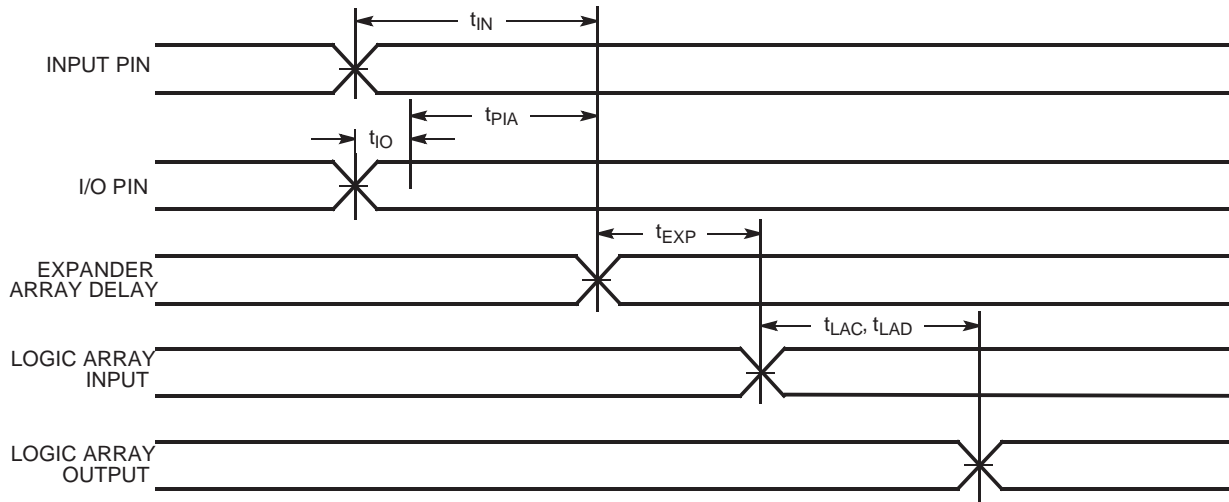 tIN
INPUT PIN
tPIA
tIO
I/O PIN
tEXP
EXPANDER
ARRAY DELAY
tLAC, tLAD
LOGIC ARRAY
INPUT
LOGIC ARRAY
OUTPUT